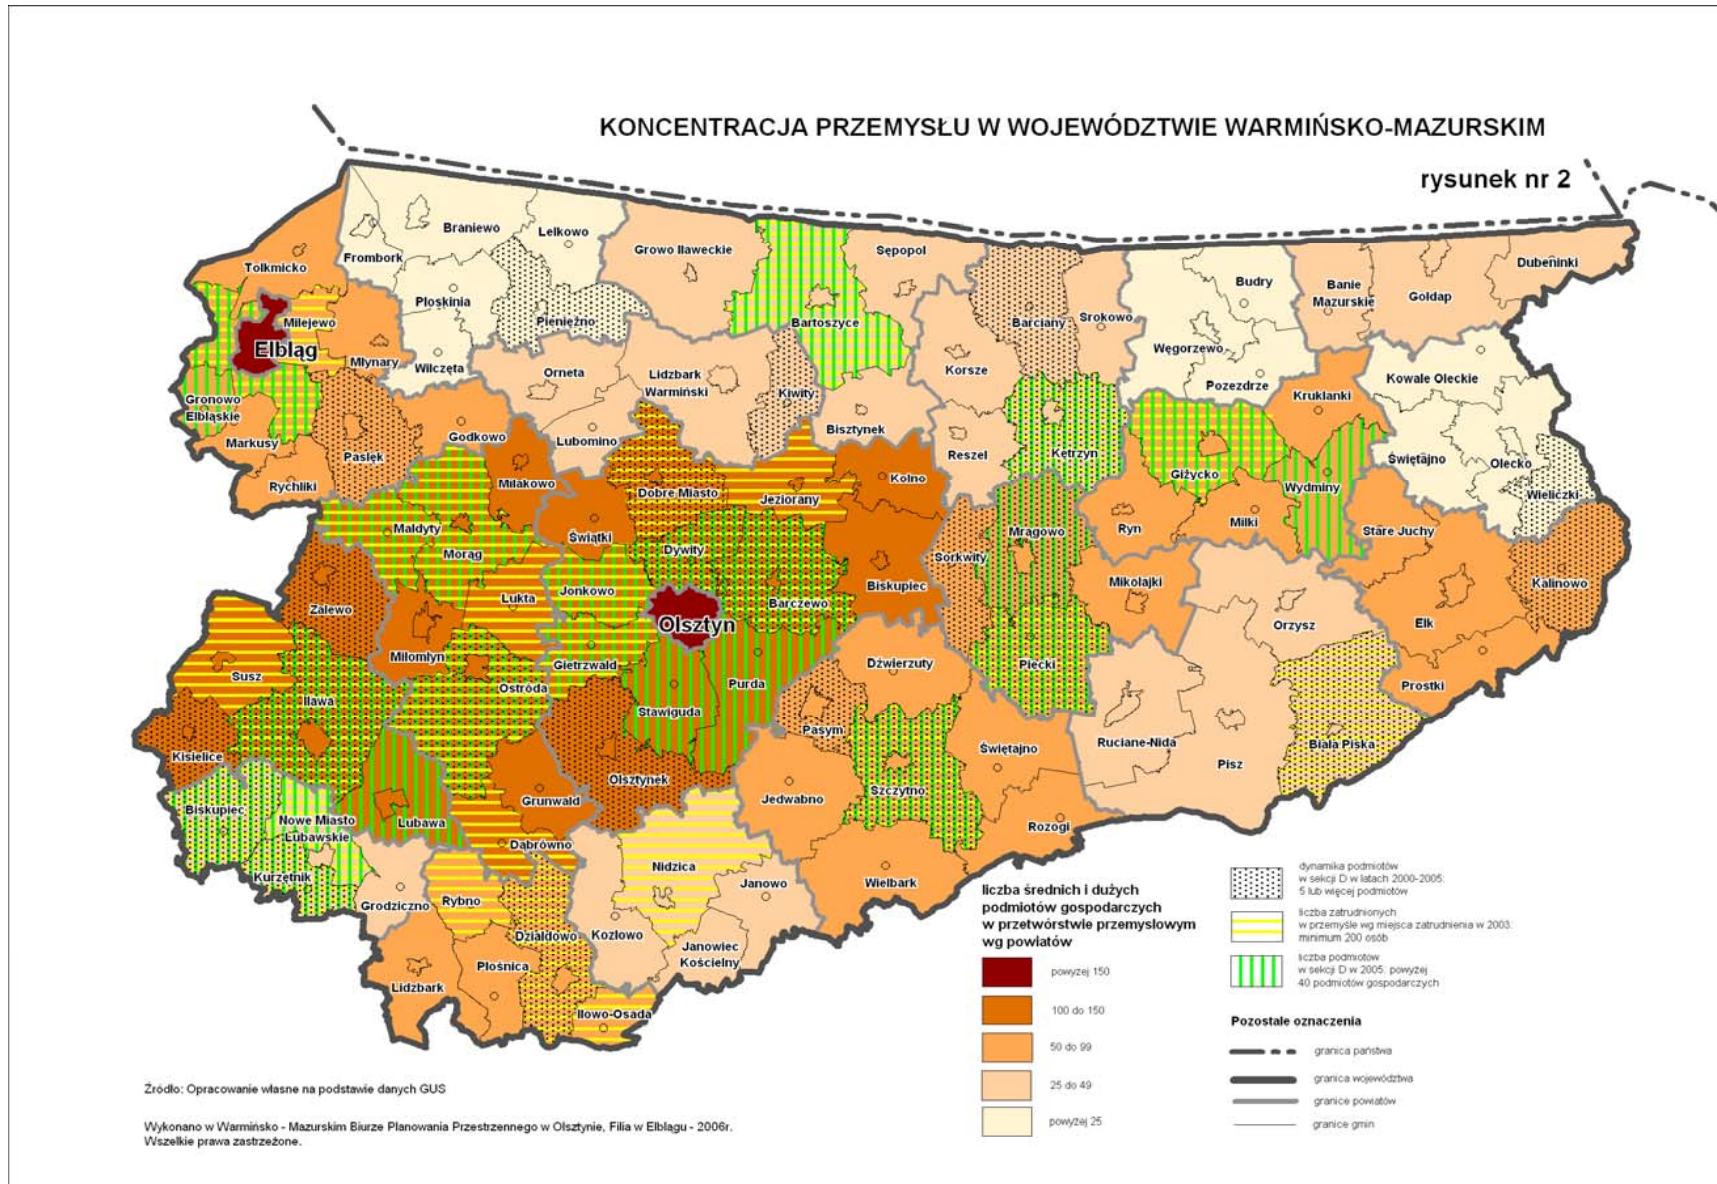 KONCENTRACJA PRZEMYSŁU W WOJEWÓDZTWIE WARMIŃSKO-MAZURSKIM
rysunek nr 2
Braniewo
Lelkowo
Frombork
Growo Iławeckie
Sępopol
Tolkmicko
Płoskinia
Pieniężno
Bartoszyce
Barciany
Srokowo
Budry
Banie
Mazurskie
Gołdap
Dubeninki
Milejewo
Elbląg
Młynary
Wilczęta
Orneta
Lidzbark
Warmiński
Kiwity
Korsze
Węgorzewo
Pozezdrze
Kowale Oleckie
Gronowo
Elbląskie
Markusy
Pasłęk
Godkowo
Lubomino
Bisztynek
Reszel
Kętrzyn
Kruklanki
Giżycko
Wydminy
Świętajno
Olecko
Wieliczki
Rychliki
Miłakowo
Dobre Miasto
Jeziorany
Kolno
Małdyty
Morąg
Świątki
Dywity
Sorkwity
Mrągowo
Ryn
Miłki
Stare Juchy
Zalewo
Łukta
Jonkowo
Olsztyn
Barczewo
Biskupiec
Mikołajki
Kalinowo
Miłomłyn
Gietrzwałd
Orzysz
Ełk
Susz
Iława
Ostróda
Stawiguda
Purda
Dźwierzuty
Piecki
Prostki
Kisielice
Olsztynek
Pasym
Świętajno
Ruciane-Nida
Pisz
Biała Piska
Biskupiec
Nowe Miasto
Lubawskie
Lubawa
Grunwald
Jedwabno
Szczytno
Kurzętnik
Dąbrówno
Rozogi
Grodziczno
Rybno
Nidzica
Janowo
Wielbark
Działdowo
Kozłowo
Janowiec
Kościelny
Lidzbark
Płośnica
Iłowo-Osada
liczba średnich i dużych
podmiotów gospodarczych
w przetwórstwie przemysłowym
wg powiatów
powyżej 150
100 do 150
50 do 99
25 do 49
powyżej 25
dynamika podmiotów
w sekcji D w latach 2000-2005:
5 lub więcej podmiotów
liczba zatrudnionych
w przemyśle wg miejsca zatrudnienia w 2003:
minimum 200 osób
liczba podmiotów
w sekcji D w 2005. powyżej
40 podmiotów gospodarczych
Pozostałe oznaczenia
granica państwa
granica województwa
granice powiatów
granice gmin
Źródło: Opracowanie własne na podstawie danych GUS
Wykonano w Warmińsko - Mazurskim Biurze Planowania Przestrzennego w Olsztynie, Filia w Elblągu - 2006r.
Wszelkie prawa zastrzeżone.